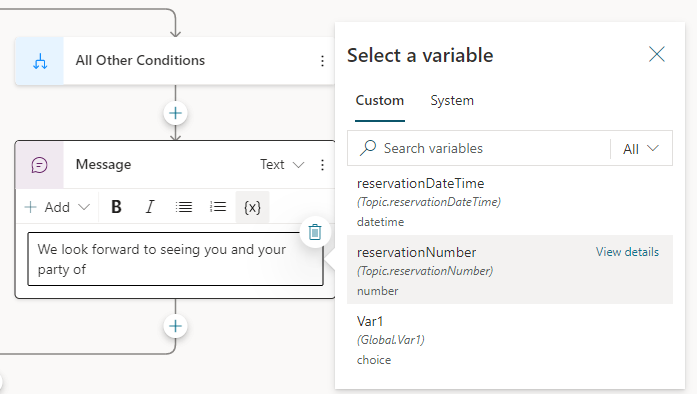 All Other Conditions
Message
Text
Add
B
I
{x}
We look forward to seeing you and your
party of
Select a variable
Custom
System
Search variables
All
reservationDateTime
(Topic.reservationDateTime)
datetime
reservationNumber
View details
(Topic.reservationNumber)
number
Var1
(Global.Var1)
choice